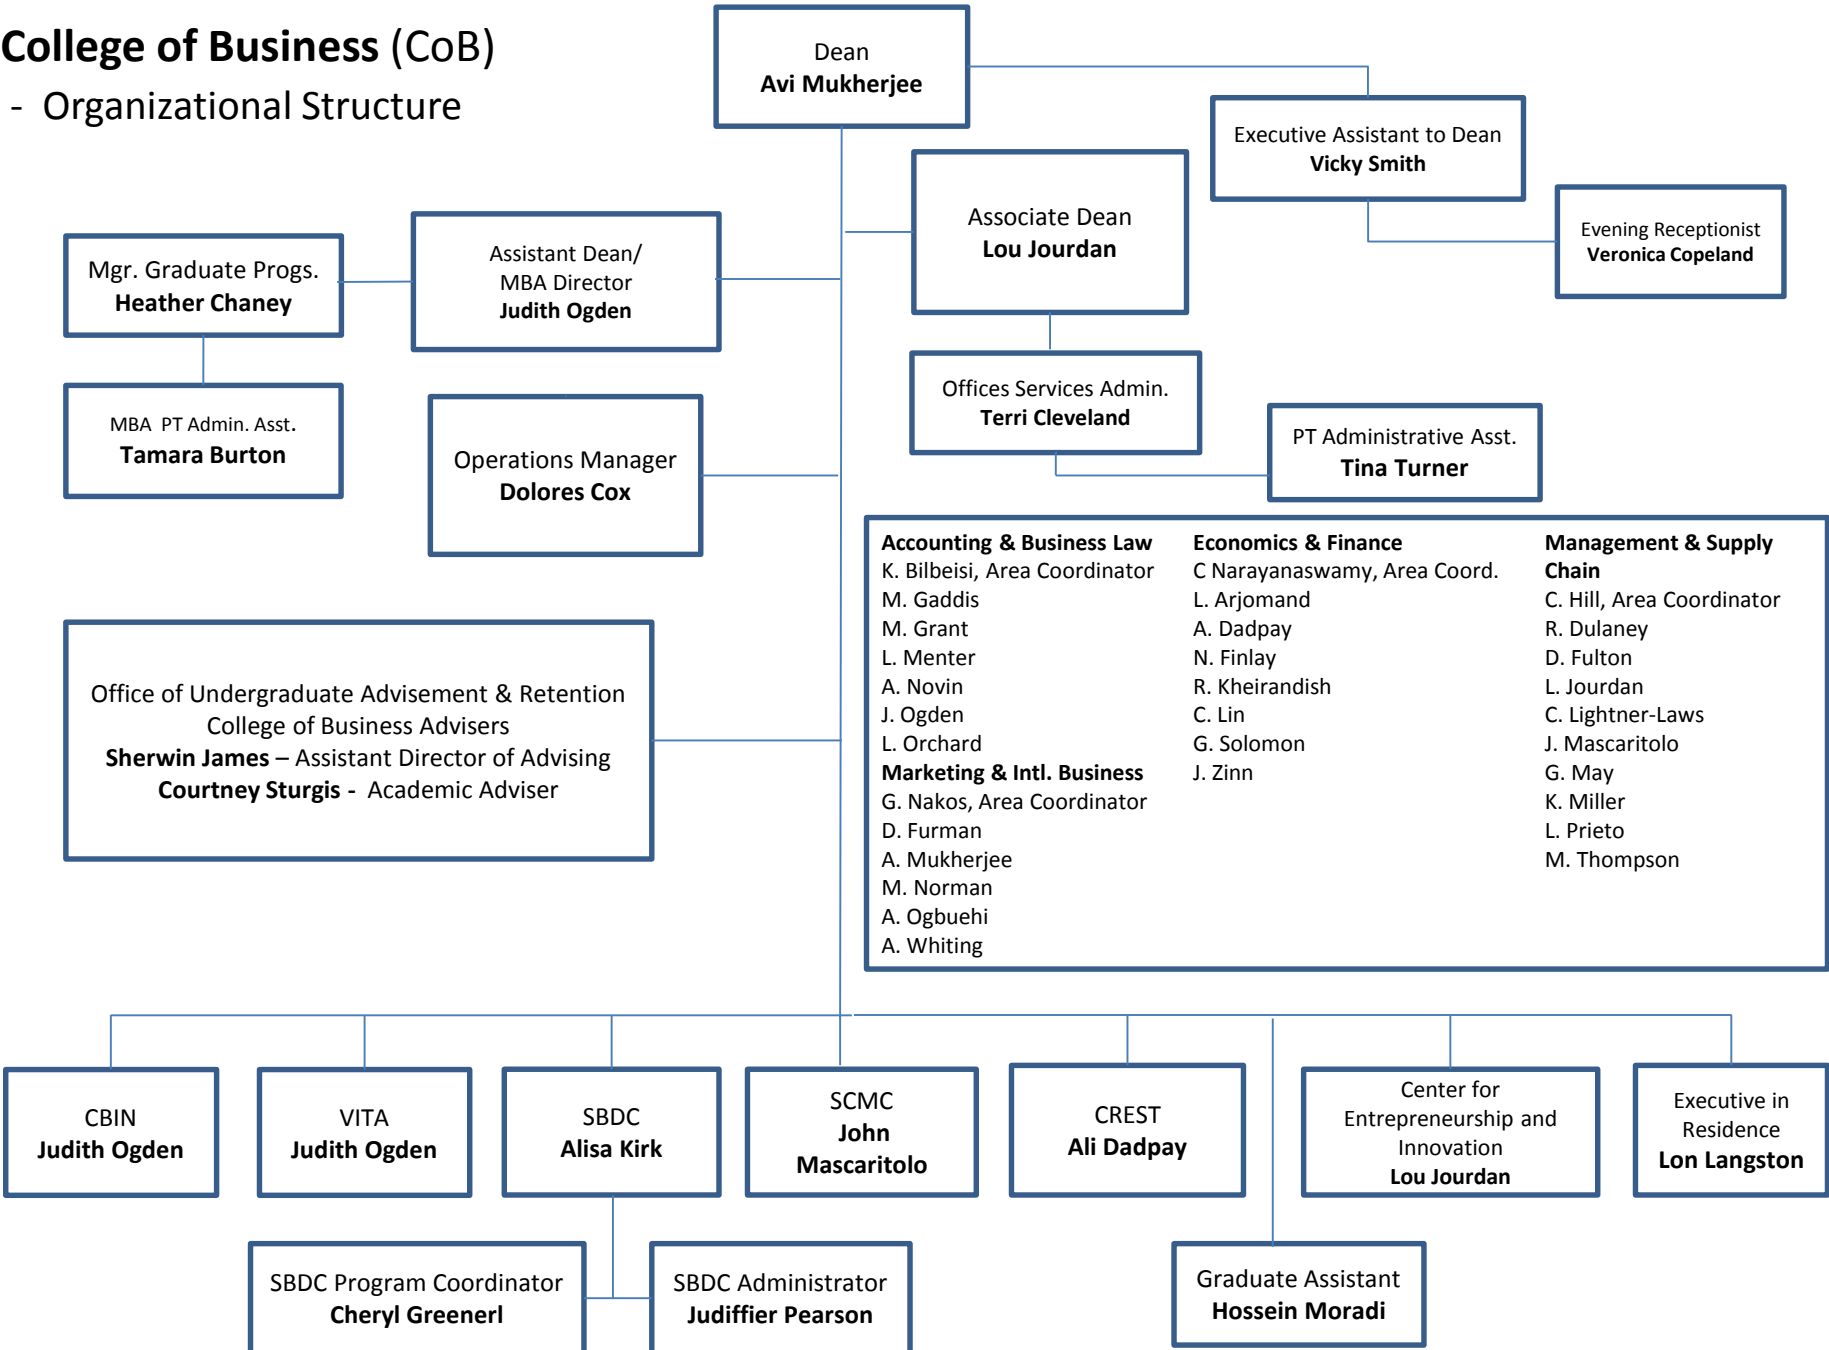 College of Business (CoB)
- Organizational Structure
Dean
Avi Mukherjee
Executive Assistant to Dean
Vicky Smith
Evening Receptionist
Veronica Copeland
Associate Dean
Lou Jourdan
Assistant Dean/
MBA Director
Judith Ogden
Mgr. Graduate Progs.
Heather Chaney
MBA PT Admin. Asst.
Tamara Burton
Offices Services Admin.
Terri Cleveland
PT Administrative Asst.
Tina Turner
Operations Manager
Dolores Cox
Accounting & Business Law
K. Bilbeisi, Area Coordinator
M. Gaddis
M. Grant
L. Menter
A. Novin
J. Ogden
L. Orchard
Marketing & Intl. Business
G. Nakos, Area Coordinator
D. Furman
A. Mukherjee
M. Norman
A. Ogbuehi
A. Whiting
Economics & Finance
C Narayanaswamy, Area Coord.
L. Arjomand
A. Dadpay
N. Finlay
R. Kheirandish
C. Lin
G. Solomon
J. Zinn
Management & Supply
Chain
C. Hill, Area Coordinator
R. Dulaney
D. Fulton
L. Jourdan
C. Lightner-Laws
J. Mascaritolo
G. May
K. Miller
L. Prieto
M. Thompson
Office of Undergraduate Advisement & Retention
College of Business Advisers
Sherwin James – Assistant Director of Advising
Courtney Sturgis - Academic Adviser
CBIN
Judith Ogden
VITA
Judith Ogden
SBDC
Alisa Kirk
SCMC
John
Mascaritolo
CREST
Ali Dadpay
Center for
Entrepreneurship and
Innovation
Lou Jourdan
Executive in
Residence
Lon Langston
SBDC Program Coordinator
Cheryl Greenerl
SBDC Administrator
Judiffier Pearson
Graduate Assistant
Hossein Moradi